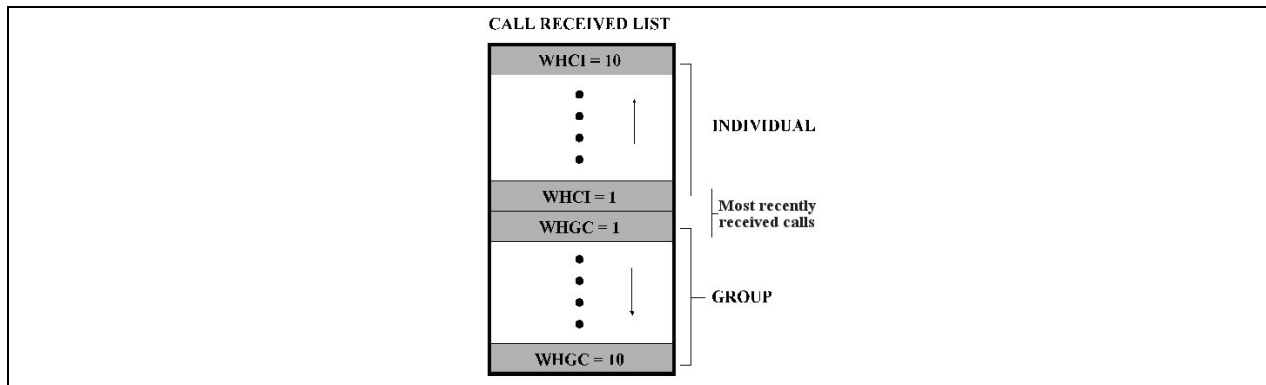 CALL RECEIVED LIST
WHCI = 10
INDIVIDUAL
WHCI = 1
Most recently
received calls
WHGC = 1
GROUP
WHGC = 10